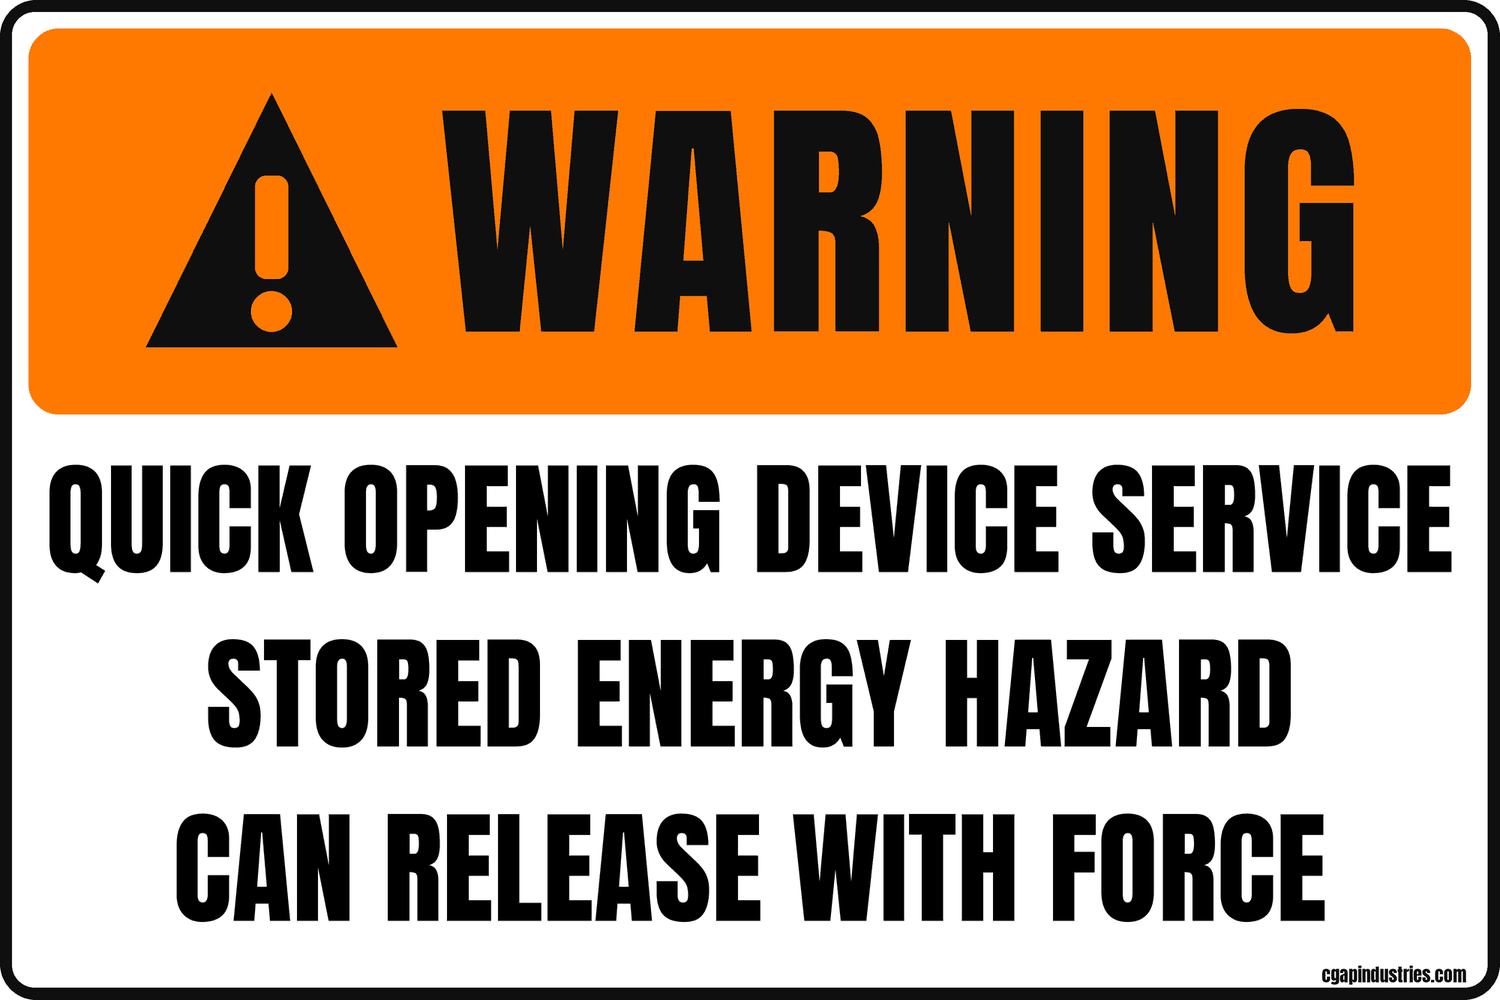 WARNING
QUICK OPENING DEVICE SERVICE
STORED ENERGY HAZARD
CAN RELEASE WITH FORCE
cgapindustries.com